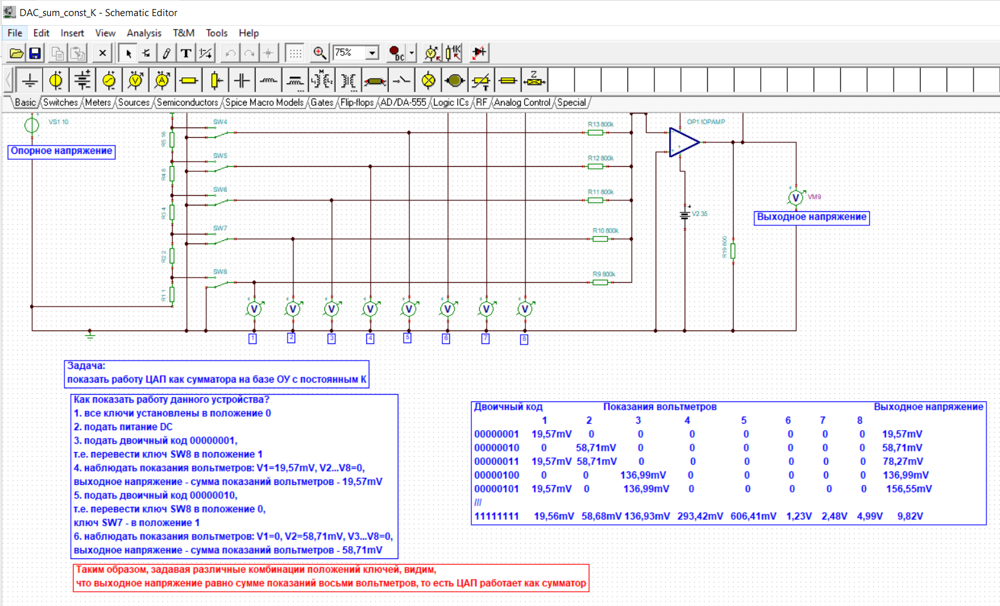 DAC_sum_const_K - Schematic Editor
File Edit Insert View Analysis T&M Tools Help
75% DC 1K
Basic Switches Meters Sources Semiconductors Spice Macro Models Gates Flip-flops AD/DA-555 Logic ICs RF Analog Control Special
VS1 10
Опорное напряжение
SW4
R5 16
R13 800k
OP1 !OPAMP
SW5
R4 8
R12 800k
SW6
R3 4
R11 800k
VM9
V2 35
Выходное напряжение
SW7
R2 2
R10 800k
R19 600
SW8
R1 1
R9 800k
V V V V V V V V
1 2 3 4 5 6 7 8
Задача:
показать работу ЦАП как сумматора на базе ОУ с постоянным К
Как показать работу данного устройства?
1. все ключи установлены в положение 0
2. подать питание DC
3. подать двоичный код 00000001,
т.е. перевести ключ SW8 в положение 1
4. наблюдать показания вольтметров: V1=19,57mV, V2...V8=0,
выходное напряжение - сумма показаний вольтметров - 19,57mV
5. подать двоичный код 00000010,
т.е. перевести ключ SW8 в положение 0,
ключ SW7 - в положение 1
6. наблюдать показания вольтметров: V1=0, V2=58,71mV, V3...V8=0,
выходное напряжение - сумма показаний вольтметров - 58,71mV
Двоичный код Показания вольтметров Выходное напряжение
1 2 3 4 5 6 7 8
00000001 19,57mV 0 0 0 0 0 0 0 19,57mV
00000010 0 58,71mV 0 0 0 0 0 0 58,71mV
00000011 19,57mV 58,71mV 0 0 0 0 0 0 78,27mV
00000100 0 0 136,99mV 0 0 0 0 0 136,99mV
00000101 19,57mV 0 136,99mV 0 0 0 0 0 156,55mV
///
11111111 19,56mV 58,68mV 136,93mV 293,42mV 606,41mV 1,23V 2,48V 4,99V 9,82V
Таким образом, задавая различные комбинации положений ключей, видим,
что выходное напряжение равно сумме показаний восьми вольтметров, то есть ЦАП работает как сумматор